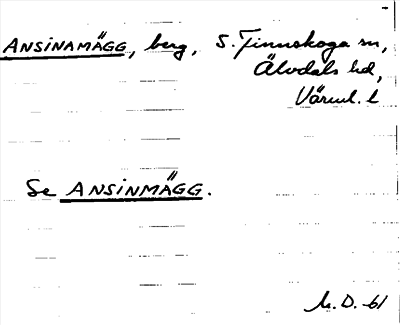 ANSINAMÄGG, berg, S. Finnskoga sn,
Älvdals hd,
Värml. l
Se ANSINMÄGG.
M.D. -61